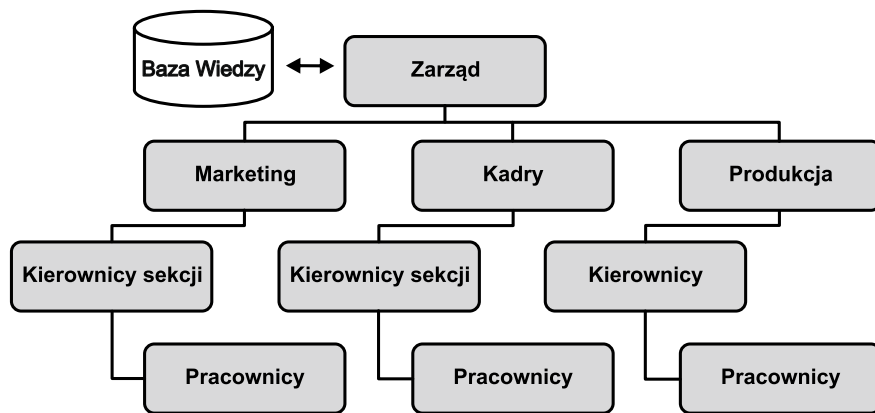 Baza Wiedzy
Zarząd
Marketing
Kadry
Produkcja
Kierownicy sekcji
Kierownicy sekcji
Kierownicy
Pracownicy
Pracownicy
Pracownicy